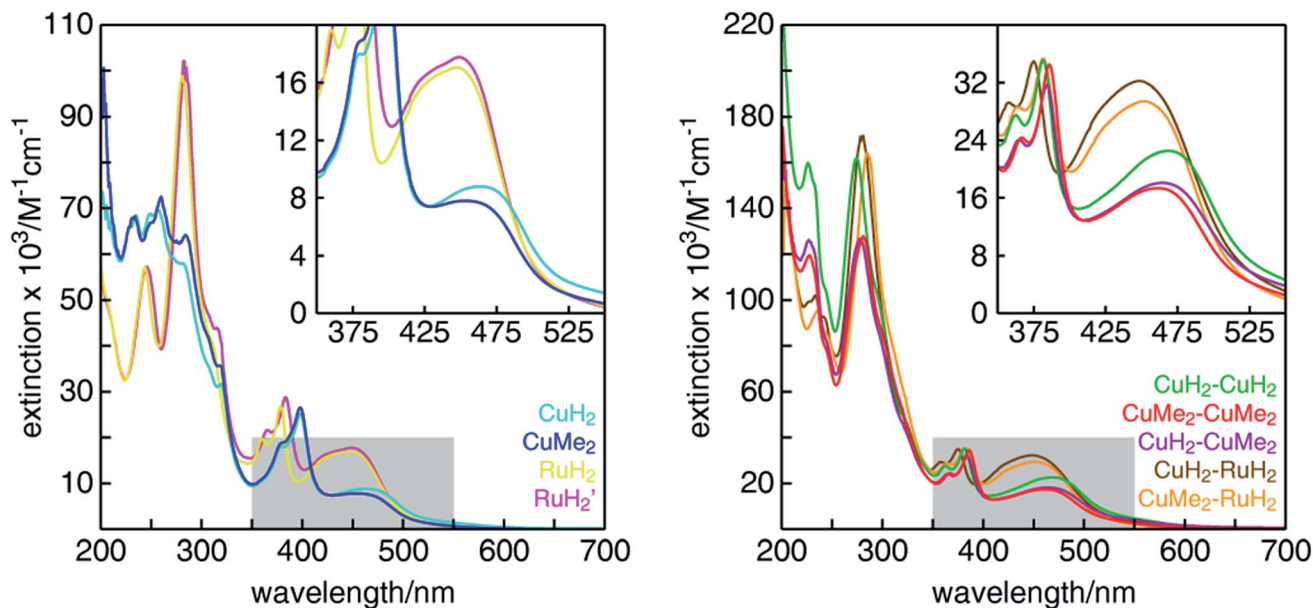 110
90
70
50
30
10
extinction x 10³/M⁻¹cm⁻¹
16
12
8
4
0
375 425 475 525
CuH₂
CuMe₂
RuH₂
RuH₂'
200 300 400 500 600 700
wavelength/nm
220
180
140
100
60
20
extinction x 10³/M⁻¹cm⁻¹
32
24
16
8
0
375 425 475 525
CuH₂-CuH₂
CuMe₂-CuMe₂
CuH₂-CuMe₂
CuH₂-RuH₂
CuMe₂-RuH₂
200 300 400 500 600 700
wavelength/nm